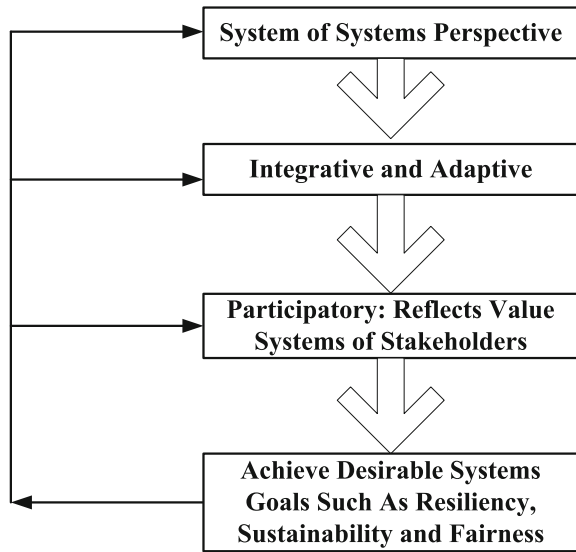 System of Systems Perspective
Integrative and Adaptive
Participatory: Reflects Value
Systems of Stakeholders
Achieve Desirable Systems
Goals Such As Resiliency,
Sustainability and Fairness